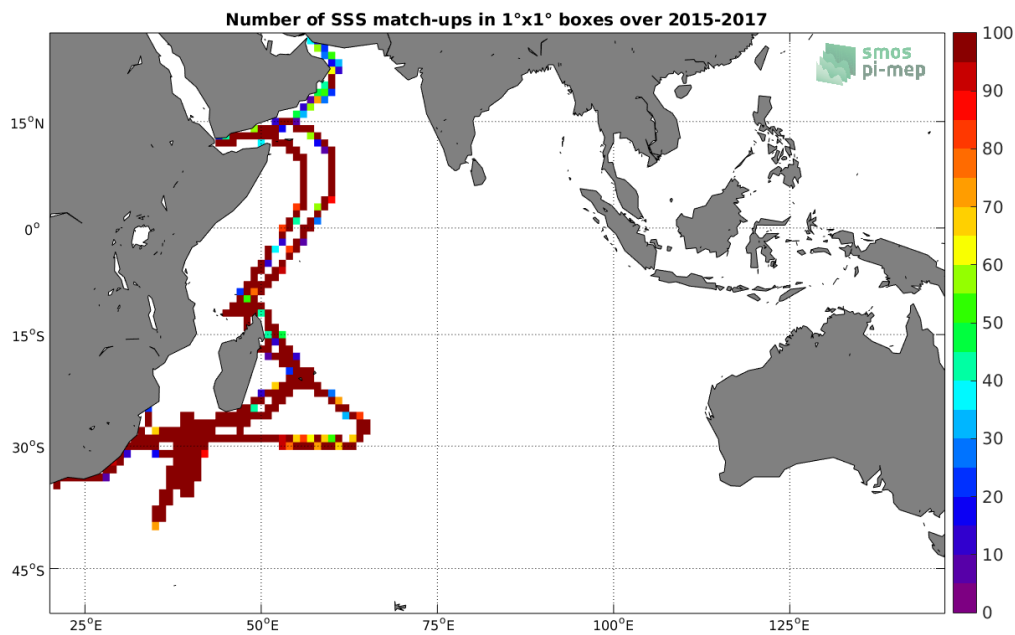 Number of SSS match-ups in 1°x1° boxes over 2015-2017
smos
pi-mep
15°N
0°
15°S
30°S
45°S
25°E
50°E
75°E
100°E
125°E
100
90
80
70
60
50
40
30
20
10
0